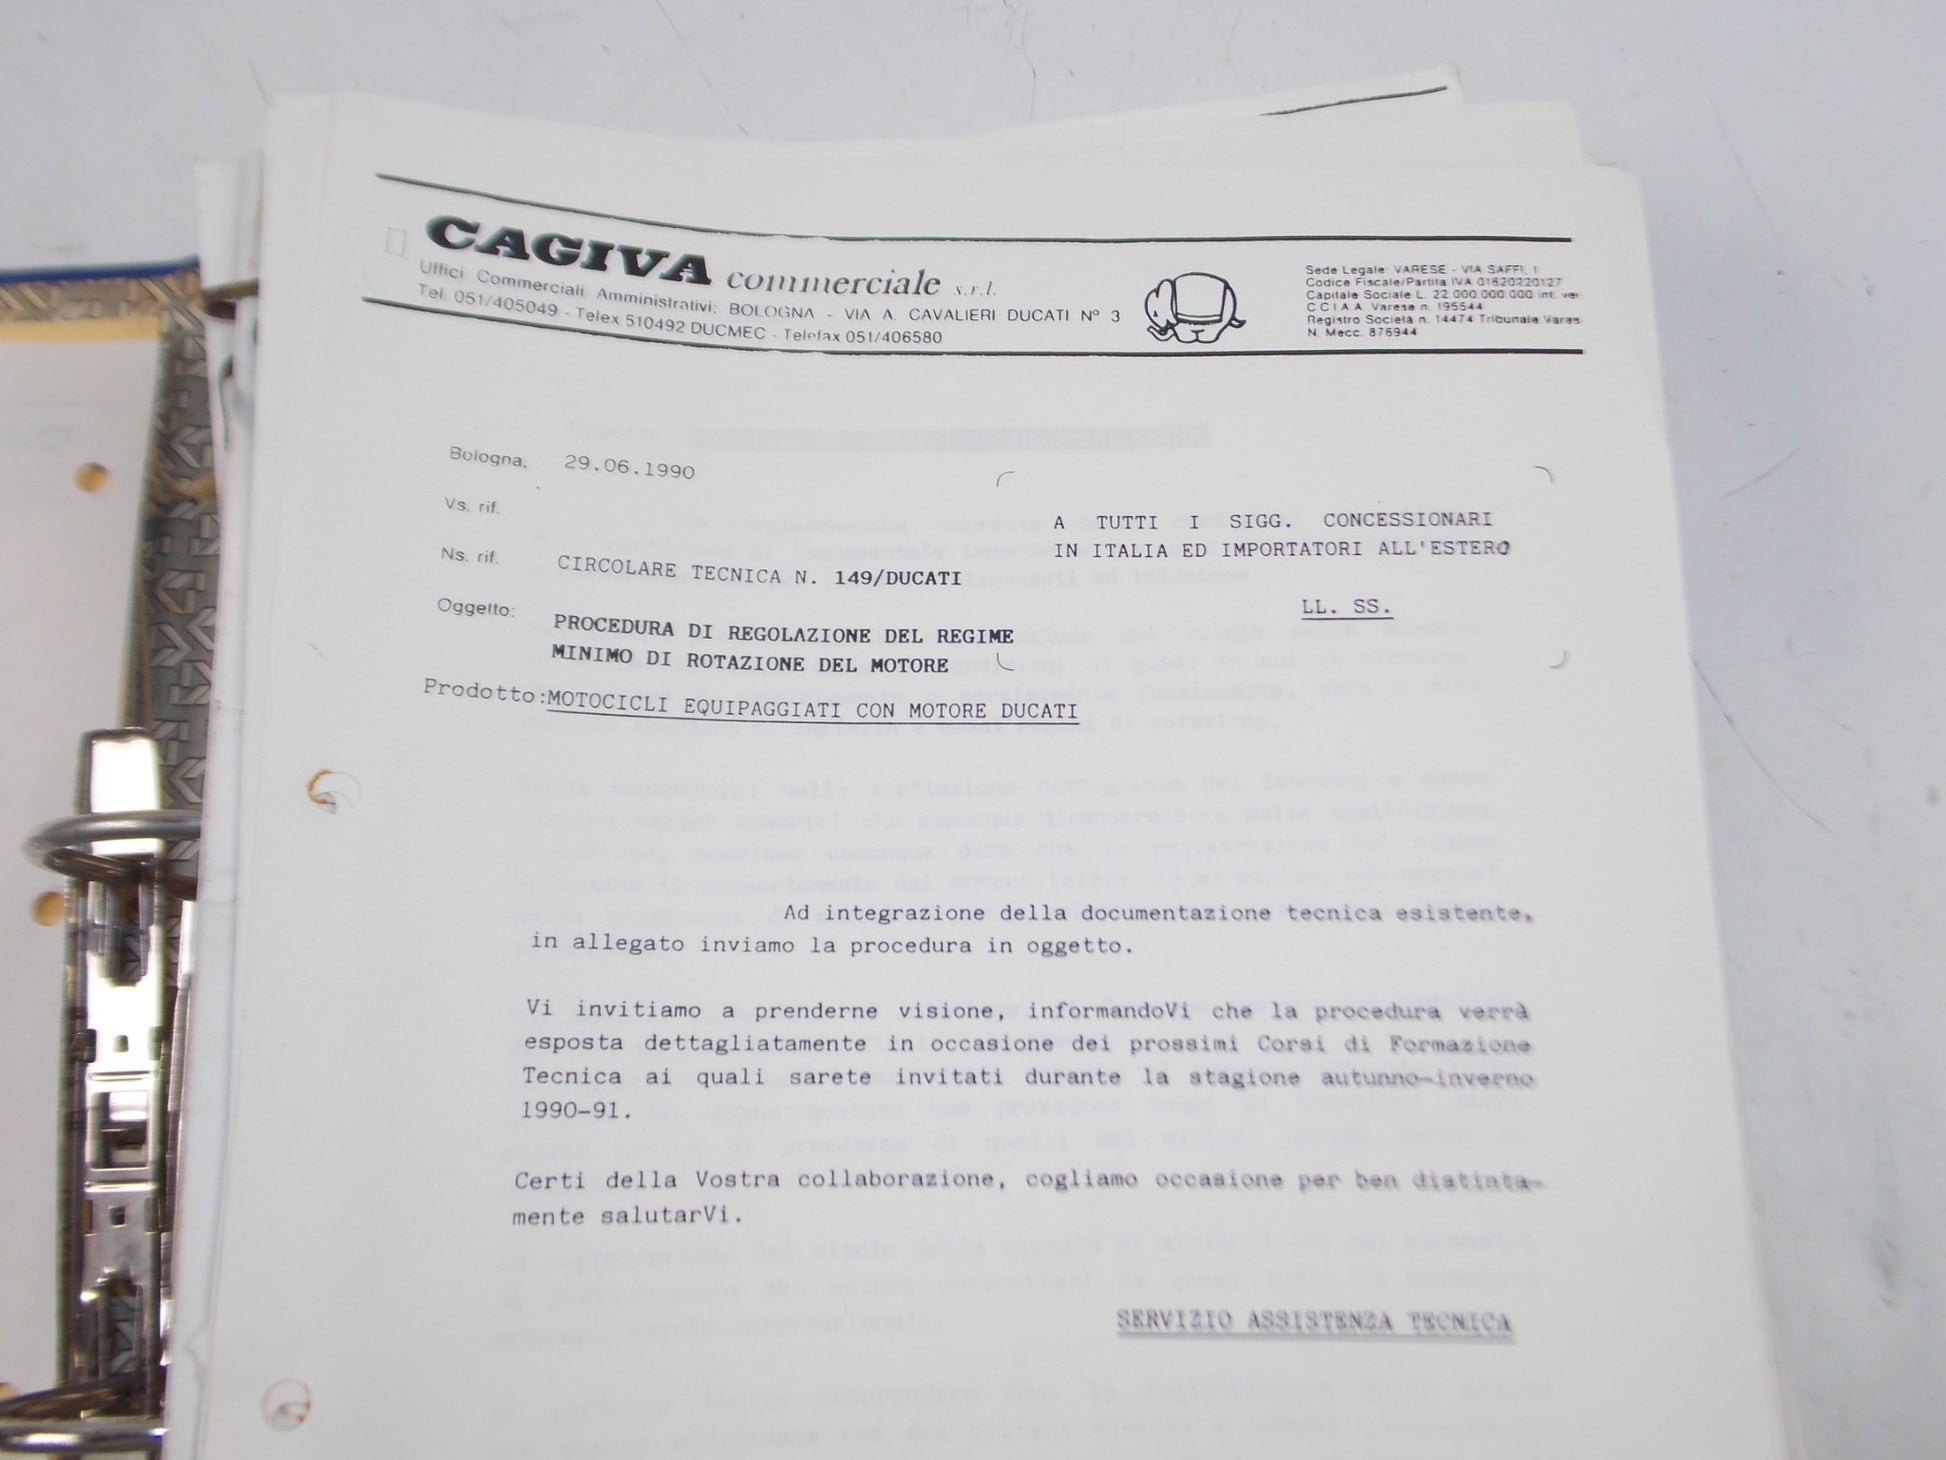 CAGIVA commerciale s.r.l.
Uffici Commerciali Amministrativi: BOLOGNA - VIA A. CAVALIERI DUCATI Nº 3
Tel. 051/405049 - Telex 510492 DUCMEC - Telefax 051/406580
Sede Legale: VARESE - VIA SAFFI, 1
Codice Fiscale/Partita IVA 01620220127
Capitale Sociale L. 22.000.000.000 int. ver
C C I A A Varese n. 195544
Registro Società n. 14474 Tribunale Vares
N. Mecc. 876944
Bologna, 29.06.1990
Vs. rif.
Ns. rif. CIRCOLARE TECNICA N. 149/DUCATI
A TUTTI I SIGG. CONCESSIONARI
IN ITALIA ED IMPORTATORI ALL'ESTERO
LL. SS.
Oggetto: PROCEDURA DI REGOLAZIONE DEL REGIME
MINIMO DI ROTAZIONE DEL MOTORE
Prodotto: MOTOCICLI EQUIPAGGIATI CON MOTORE DUCATI
Ad integrazione della documentazione tecnica esistente,
in allegato inviamo la procedura in oggetto.
Vi invitiamo a prenderne visione, informandoVi che la procedura verrà
esposta dettagliatamente in occasione dei prossimi Corsi di Formazione
Tecnica ai quali sarete invitati durante la stagione autunno-inverno
1990-91.
Certi della Vostra collaborazione, cogliamo occasione per ben distinta-
mente salutarVi.
SERVIZIO ASSISTENZA TECNICA